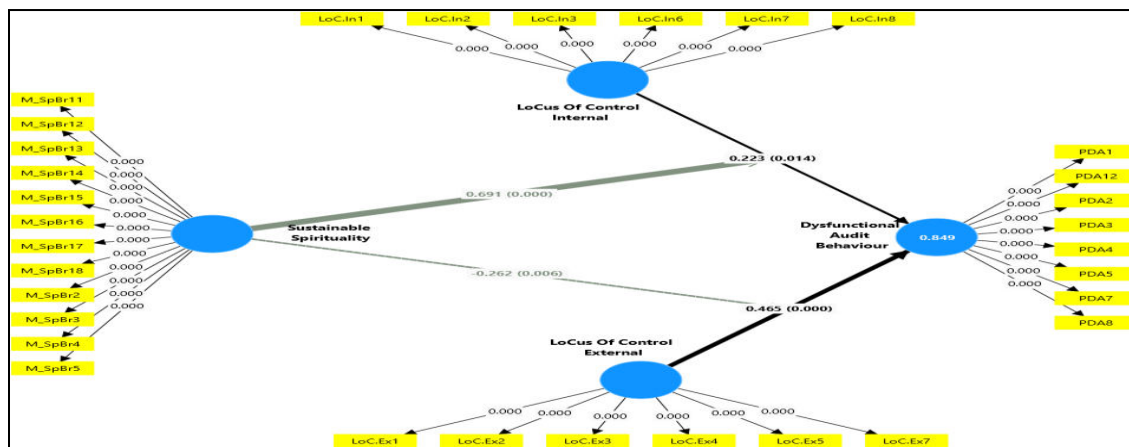 LoC.In1
LoC.In2
LoC.In3
LoC.In6
LoC.In7
LoC.In8
0.000
0.000
0.000
0.000
0.000
0.000
LoCus Of Control
Internal
M_SpBr11
M_SpBr12
M_SpBr13
M_SpBr14
M_SpBr15
M_SpBr16
M_SpBr17
M_SpBr18
M_SpBr2
M_SpBr3
M_SpBr4
M_SpBr5
0.000
0.000
0.000
0.000
0.000
0.000
0.000
0.000
0.000
0.000
0.000
0.000
Sustainable
Spirituality
0.691 (0.000)
0.223 (0.014)
-0.262 (0.006)
0.465 (0.000)
Dysfunctional
Audit
Behaviour
0.849
0.000
0.000
0.000
0.000
0.000
0.000
0.000
0.000
PDA1
PDA12
PDA2
PDA3
PDA4
PDA5
PDA7
PDA8
LoCus Of Control
External
0.000
0.000
0.000
0.000
0.000
0.000
LoC.Ex1
LoC.Ex2
LoC.Ex3
LoC.Ex4
LoC.Ex5
LoC.Ex7